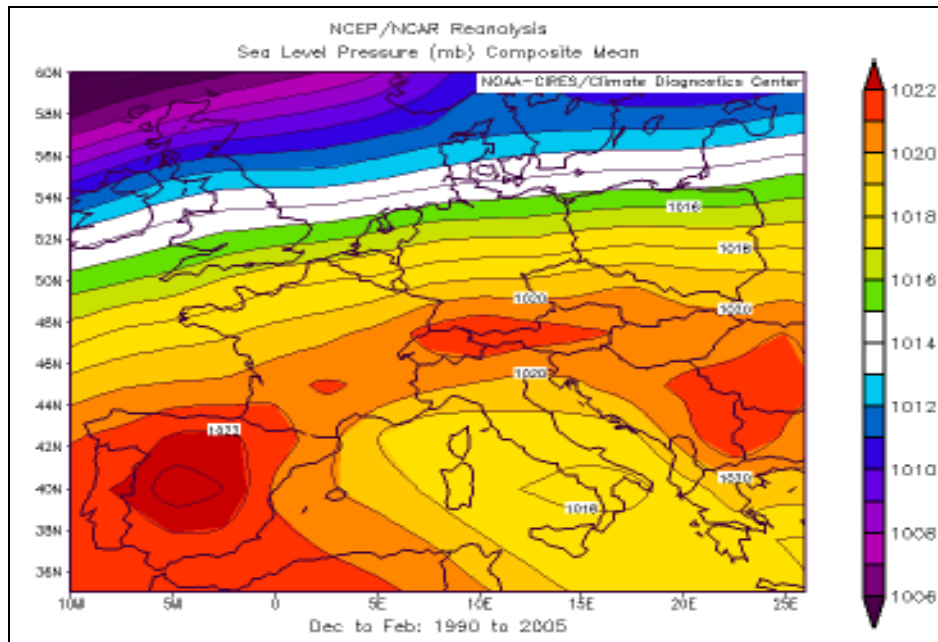 NCEP/NCAR Reanalysis
Sea Level Pressure (mb) Composite Mean
NOAA-CIRES/Climate Diagnostics Center
60N
58N
56N
54N
52N
50N
48N
46N
44N
42N
40N
38N
36N
10W
5W
0
5E
10E
15E
20E
25E
1016
1018
1020
1020
1020
1022
1020
1018
Dec to Feb: 1990 to 2005
1022
1020
1018
1016
1014
1012
1010
1008
1006